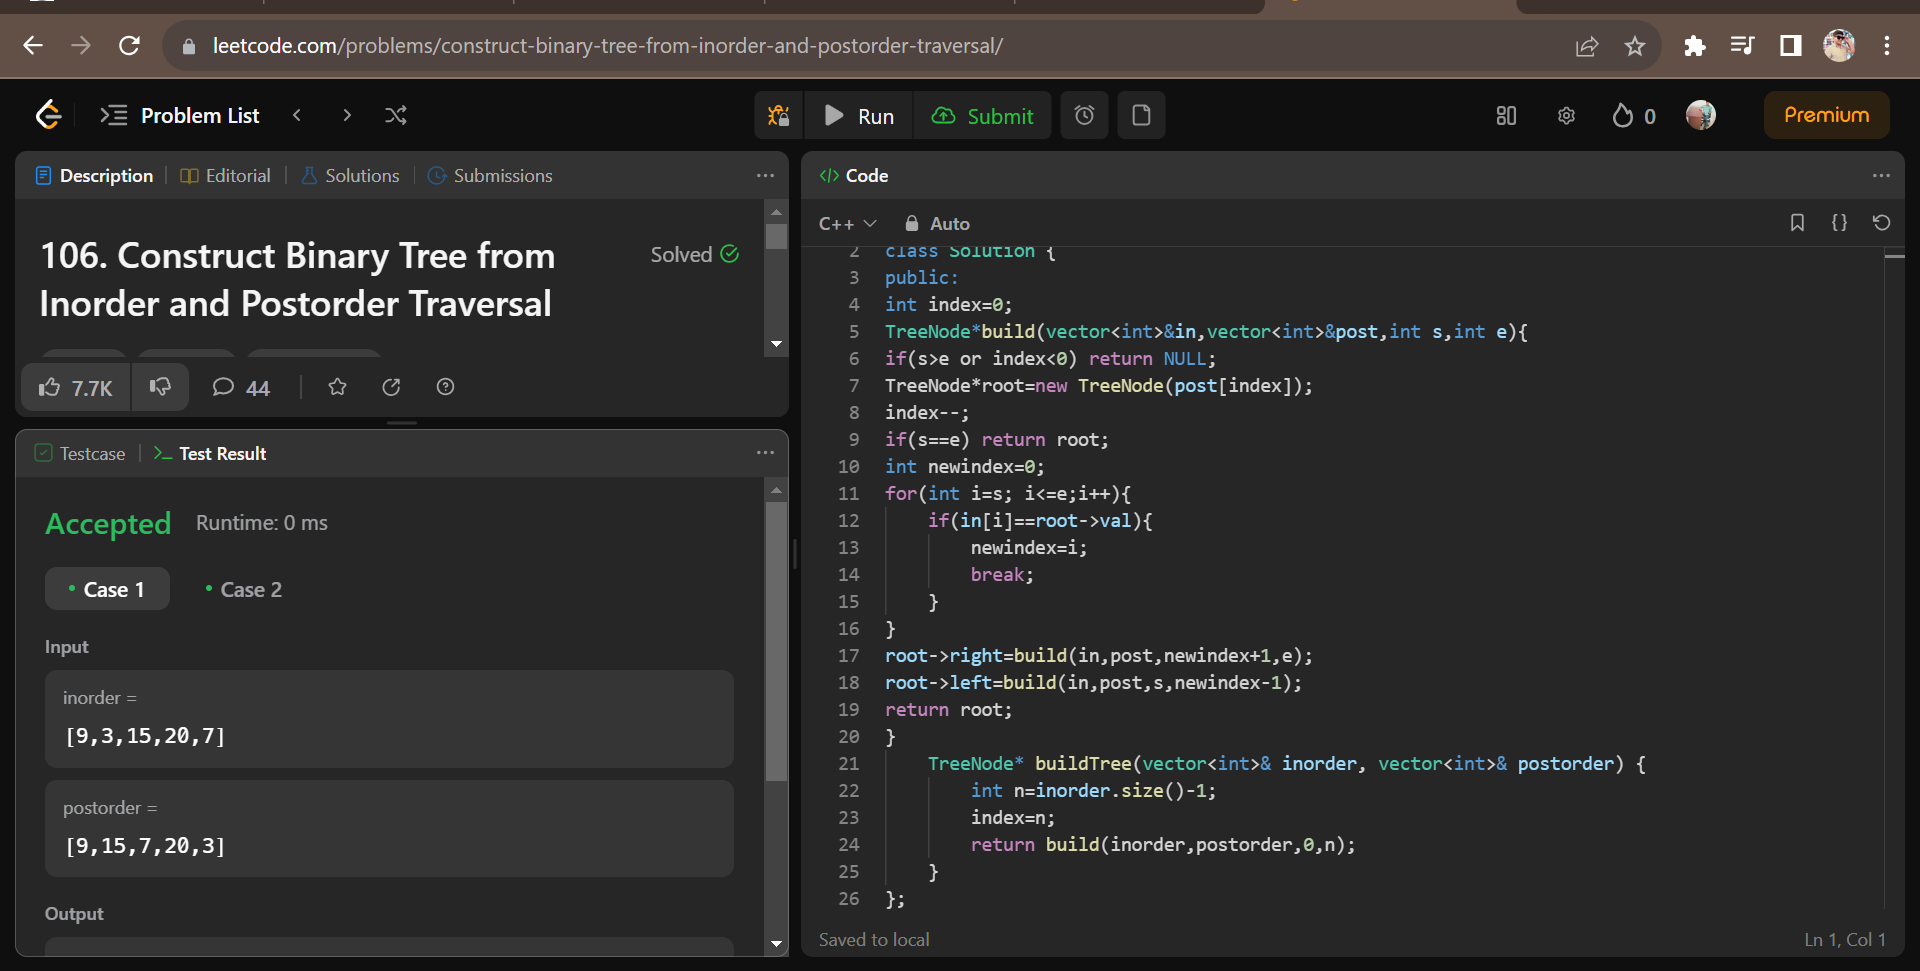 leetcode.com/problems/construct-binary-tree-from-inorder-and-postorder-traversal/
Problem List
Run
Submit
0
Premium
Description
Editorial
Solutions
Submissions
106. Construct Binary Tree from
Inorder and Postorder Traversal
Solved
7.7K
44
Testcase
Test Result
Accepted
Runtime: 0 ms
Case 1
Case 2
Input
inorder =
[9,3,15,20,7]
postorder =
[9,15,7,20,3]
Output
</> Code
C++
Auto
2 class Solution {
3 public:
4 int index=0;
5 TreeNode*build(vector<int>&in,vector<int>&post,int s,int e){
6 if(s>e or index<0) return NULL;
7 TreeNode*root=new TreeNode(post[index]);
8 index--;
9 if(s==e) return root;
10 int newindex=0;
11 for(int i=s; i<=e;i++){
12     if(in[i]==root->val){
13         newindex=i;
14         break;
15     }
16 }
17 root->right=build(in,post,newindex+1,e);
18 root->left=build(in,post,s,newindex-1);
19 return root;
20 }
21     TreeNode* buildTree(vector<int>& inorder, vector<int>& postorder) {
22         int n=inorder.size()-1;
23         index=n;
24         return build(inorder,postorder,0,n);
25     }
26 };
Saved to local
Ln 1, Col 1